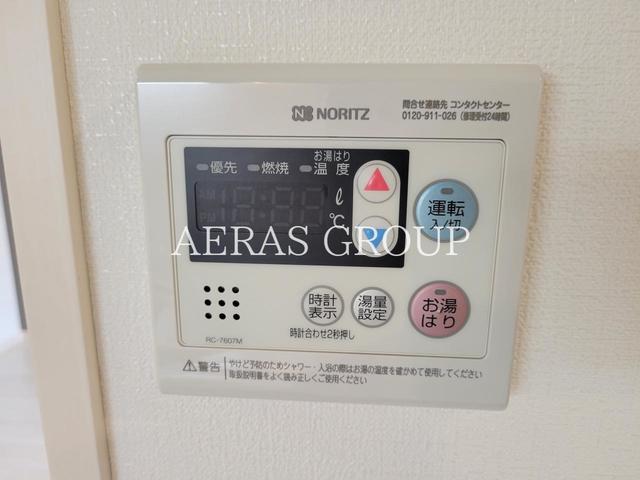 NORITZ
問合せ連絡先 コンタクトセンター
0120-911-026 (修理受付24時間)
お湯はり
優先 燃焼 温度
AM
PM
ℓ
℃
運転
入/切
AERAS GROUP
時計
表示
湯量
設定
お湯
はり
時計合わせ2秒押し
RC-7607M
警告
やけど予防のためシャワー・入浴の際はお湯の温度を確かめて使用してください
取扱説明書をよく読み正しくご使用ください